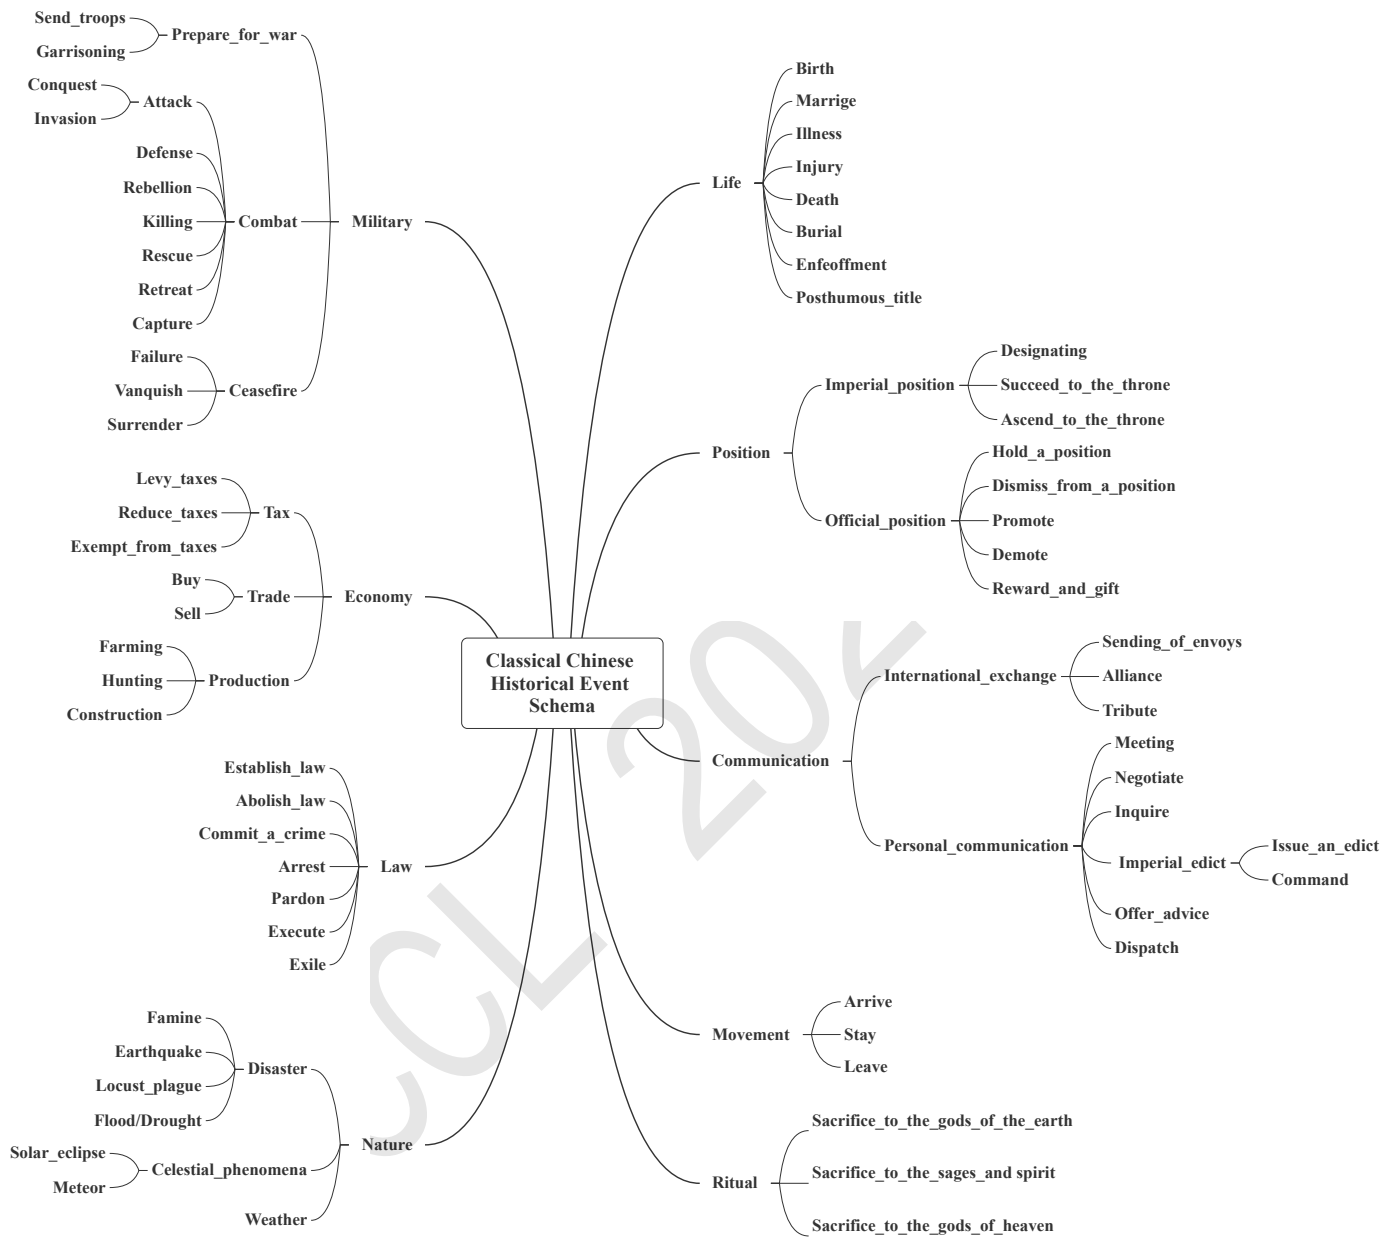 Classical Chinese
Historical Event
Schema
Military
Prepare_for_war
Send_troops
Garrisoning
Combat
Attack
Conquest
Invasion
Defense
Rebellion
Killing
Rescue
Retreat
Capture
Ceasefire
Failure
Vanquish
Surrender
Economy
Tax
Levy_taxes
Reduce_taxes
Exempt_from_taxes
Trade
Buy
Sell
Production
Farming
Hunting
Construction
Law
Establish_law
Abolish_law
Commit_a_crime
Arrest
Pardon
Execute
Exile
Nature
Disaster
Famine
Earthquake
Locust_plague
Flood/Drought
Celestial_phenomena
Solar_eclipse
Meteor
Weather
Life
Birth
Marrige
Illness
Injury
Death
Burial
Enfeoffment
Posthumous_title
Position
Imperial_position
Designating
Succeed_to_the_throne
Ascend_to_the_throne
Official_position
Hold_a_position
Dismiss_from_a_position
Promote
Demote
Reward_and_gift
Communication
International_exchange
Sending_of_envoys
Alliance
Tribute
Personal_communication
Meeting
Negotiate
Inquire
Imperial_edict
Issue_an_edict
Command
Offer_advice
Dispatch
Movement
Arrive
Stay
Leave
Ritual
Sacrifice_to_the_gods_of_the_earth
Sacrifice_to_the_sages_and spirit
Sacrifice_to_the_gods_of_heaven